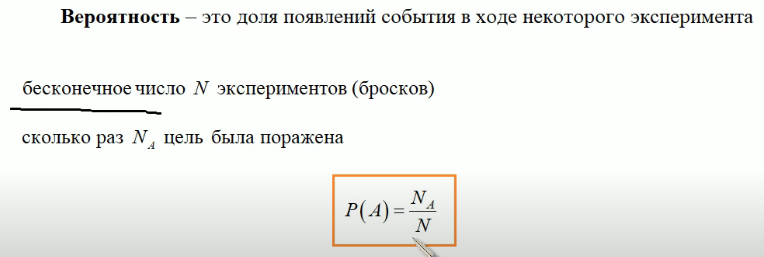 Вероятность – это доля появлений события в ходе некоторого эксперимента
бесконечное число N экспериментов (бросков)
сколько раз N_A цель была поражена
P(A) = N_A / N